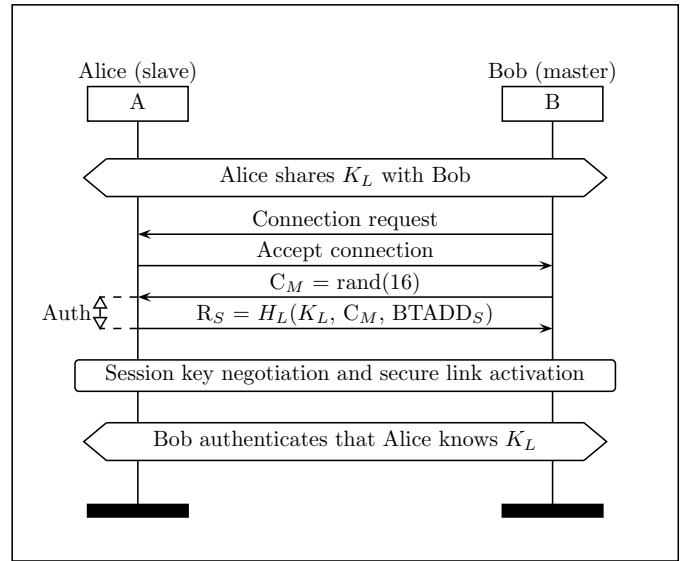 Alice (slave) Bob (master)
A B
Alice shares K_L with Bob
Connection request
Accept connection
C_M = rand(16)
Auth
R_S = H_L(K_L, C_M, BTADD_S)
Session key negotiation and secure link activation
Bob authenticates that Alice knows K_L